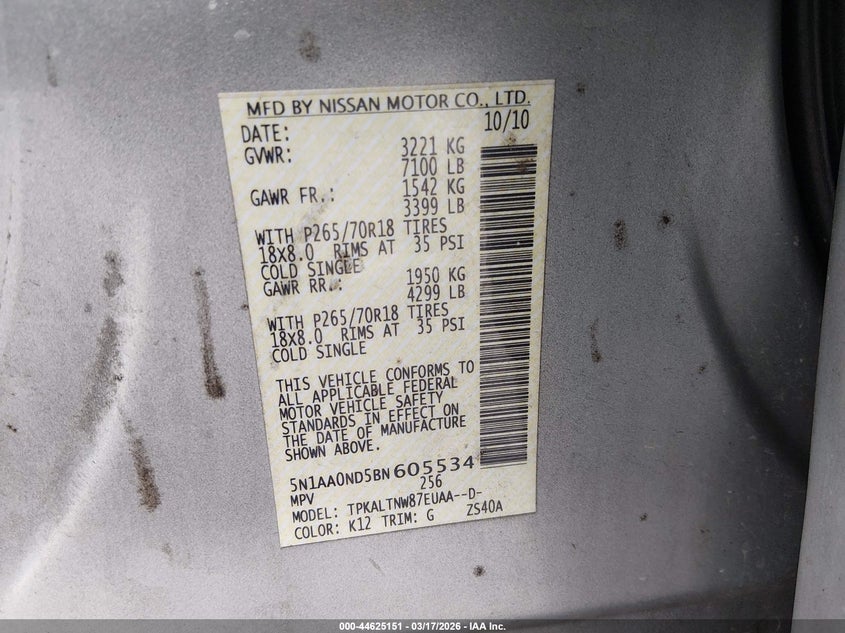 MFD BY NISSAN MOTOR CO., LTD.
DATE: 10/10
GVWR: 3221 KG
7100 LB
GAWR FR.: 1542 KG
3399 LB
WITH P265/70R18 TIRES
18X8.0 RIMS AT 35 PSI
COLD SINGLE
GAWR RR.: 1950 KG
4299 LB
WITH P265/70R18 TIRES
18X8.0 RIMS AT 35 PSI
COLD SINGLE
THIS VEHICLE CONFORMS TO
ALL APPLICABLE FEDERAL
MOTOR VEHICLE SAFETY
STANDARDS IN EFFECT ON
THE DATE OF MANUFACTURE
SHOWN ABOVE.
5N1AA0ND5BN605534
MPV 256
MODEL: TPKALTNW87EUAA--D-
COLOR: K12 TRIM: G ZS40A
000-44625151 — 03/17/2026 — IAA Inc.